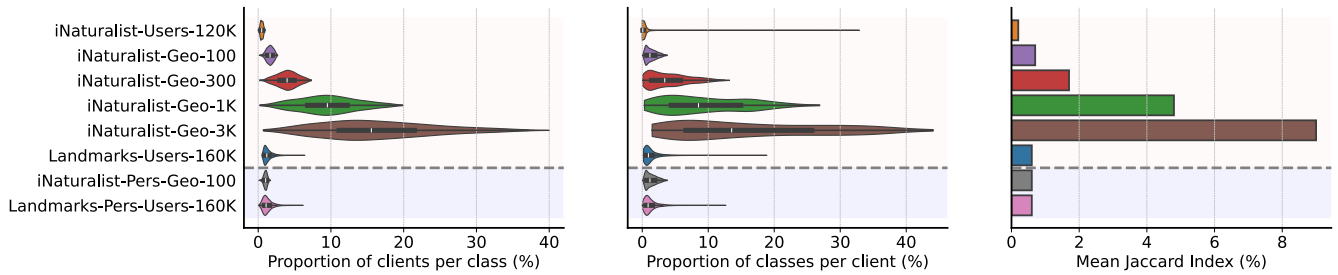 iNaturalist-Users-120K
iNaturalist-Geo-100
iNaturalist-Geo-300
iNaturalist-Geo-1K
iNaturalist-Geo-3K
Landmarks-Users-160K
iNaturalist-Pers-Geo-100
Landmarks-Pers-Users-160K
0 10 20 30 40
Proportion of clients per class (%)
0 10 20 30 40
Proportion of classes per client (%)
0 2 4 6 8
Mean Jaccard Index (%)